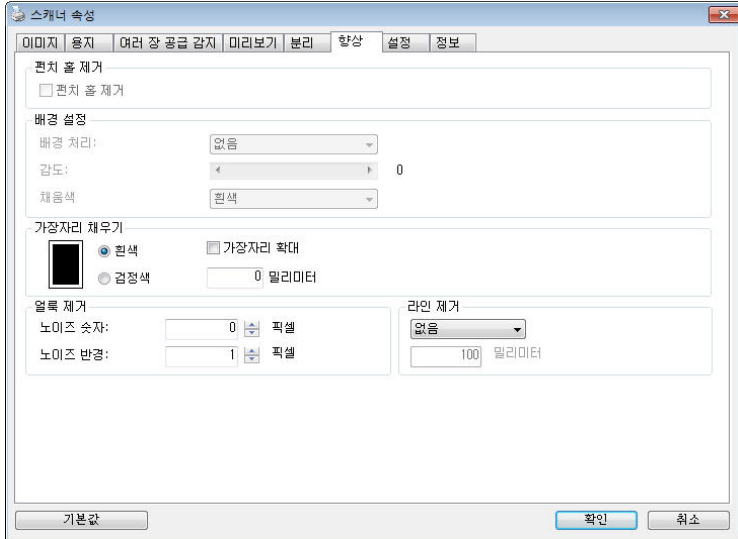 스캐너 속성
이미지 용지 여러 장 공급 감지 미리보기 분리 향상 설정 정보
펀치 홀 제거
펀치 홀 제거
배경 설정
배경 처리: 없음
감도: 0
채움색 흰색
가장자리 채우기
흰색 가장자리 확대
검정색 0 밀리미터
얼룩 제거 라인 제거
노이즈 숫자: 0 픽셀 없음
노이즈 반경: 1 픽셀 100 밀리미터
기본값 확인 취소